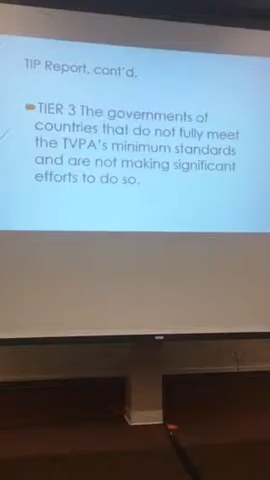 TIP Report, cont'd.
TIER 3 The governments of
countries that do not fully meet
the TVPA's minimum standards
and are not making significant
efforts to do so.